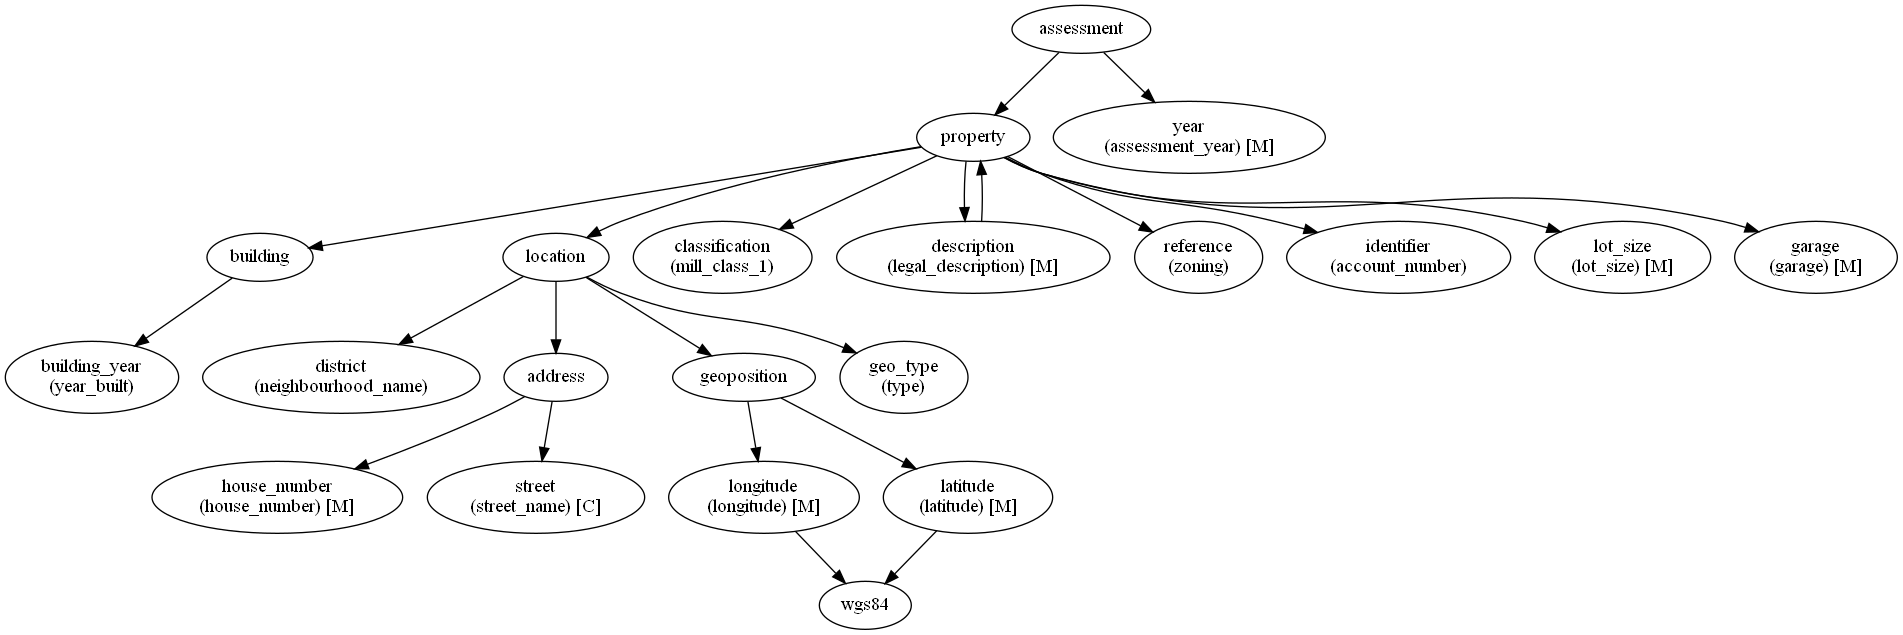 assessment
property
year
(assessment_year) [M]
building
location
classification
(mill_class_1)
description
(legal_description) [M]
reference
(zoning)
identifier
(account_number)
lot_size
(lot_size) [M]
garage
(garage) [M]
building_year
(year_built)
district
(neighbourhood_name)
address
geoposition
geo_type
(type)
house_number
(house_number) [M]
street
(street_name) [C]
longitude
(longitude) [M]
latitude
(latitude) [M]
wgs84